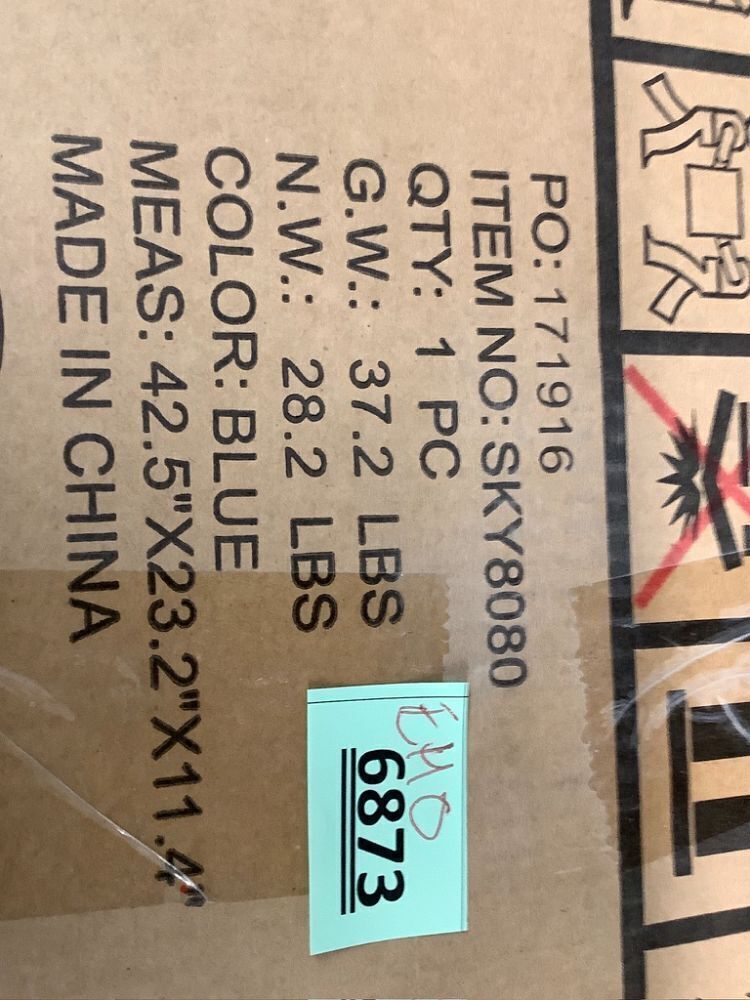 PO: 171916
ITEM NO: SKY8080
QTY: 1 PC
G.W.: 37.2 LBS
N.W.: 28.2 LBS
COLOR: BLUE
MEAS: 42.5"X23.2"X11.4"
MADE IN CHINA
6873